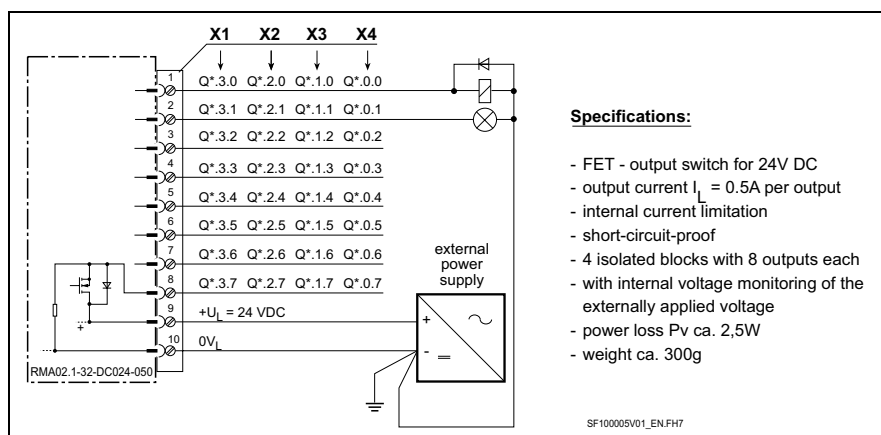 X1 X2 X3 X4
1 Q*.3.0 Q*.2.0 Q*.1.0 Q*.0.0
2 Q*.3.1 Q*.2.1 Q*.1.1 Q*.0.1
3 Q*.3.2 Q*.2.2 Q*.1.2 Q*.0.2
4 Q*.3.3 Q*.2.3 Q*.1.3 Q*.0.3
5 Q*.3.4 Q*.2.4 Q*.1.4 Q*.0.4
6 Q*.3.5 Q*.2.5 Q*.1.5 Q*.0.5
7 Q*.3.6 Q*.2.6 Q*.1.6 Q*.0.6
8 Q*.3.7 Q*.2.7 Q*.1.7 Q*.0.7
9 +UL = 24 VDC
10 0VL
+
RMA02.1-32-DC024-050
external
power
supply
+
-
Specifications:
- FET - output switch for 24V DC
- output current IL = 0.5A per output
- internal current limitation
- short-circuit-proof
- 4 isolated blocks with 8 outputs each
- with internal voltage monitoring of the
externally applied voltage
- power loss Pv ca. 2,5W
- weight ca. 300g
SF100005V01_EN.FH7